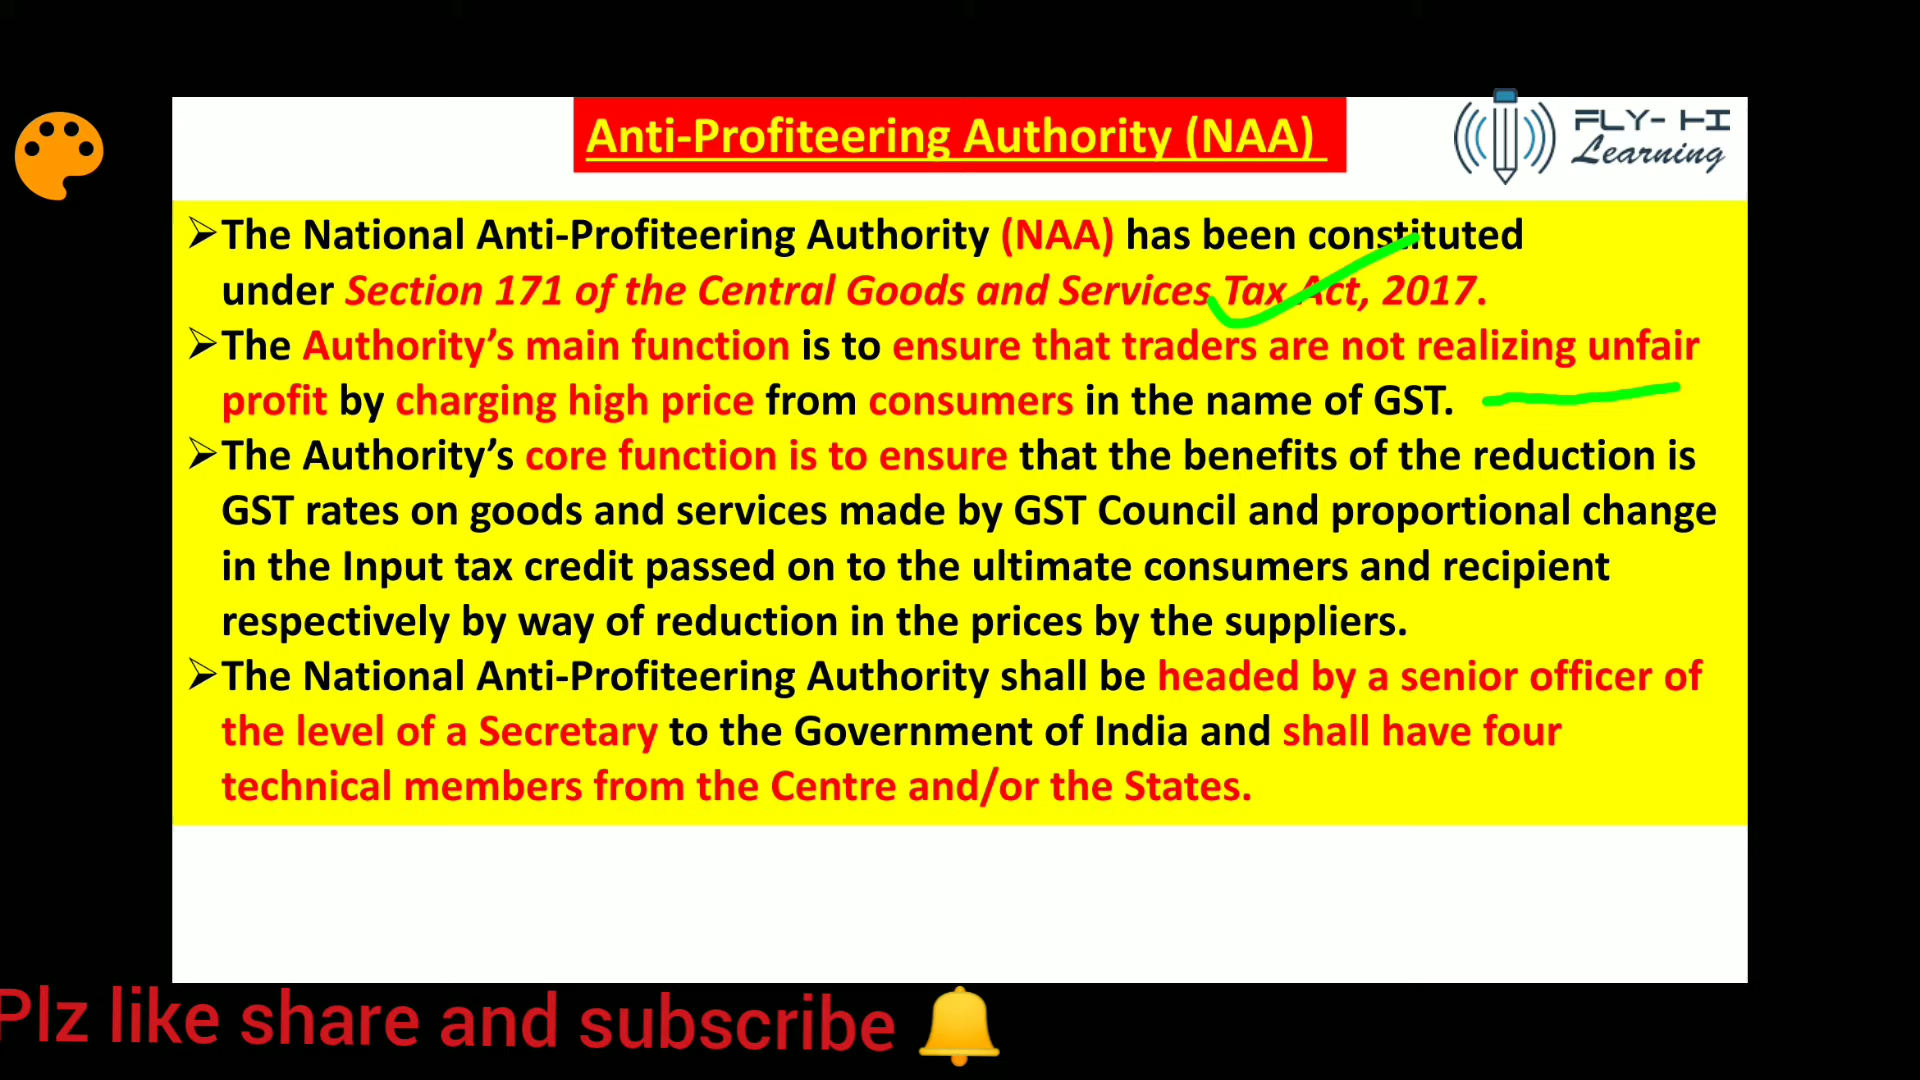 Anti-Profiteering Authority (NAA)
FLY-HI
Learning
➢The National Anti-Profiteering Authority (NAA) has been constituted
under Section 171 of the Central Goods and Services Tax Act, 2017.
➢The Authority’s main function is to ensure that traders are not realizing unfair
profit by charging high price from consumers in the name of GST.
➢The Authority’s core function is to ensure that the benefits of the reduction is
GST rates on goods and services made by GST Council and proportional change
in the Input tax credit passed on to the ultimate consumers and recipient
respectively by way of reduction in the prices by the suppliers.
➢The National Anti-Profiteering Authority shall be headed by a senior officer of
the level of a Secretary to the Government of India and shall have four
technical members from the Centre and/or the States.
Plz like share and subscribe